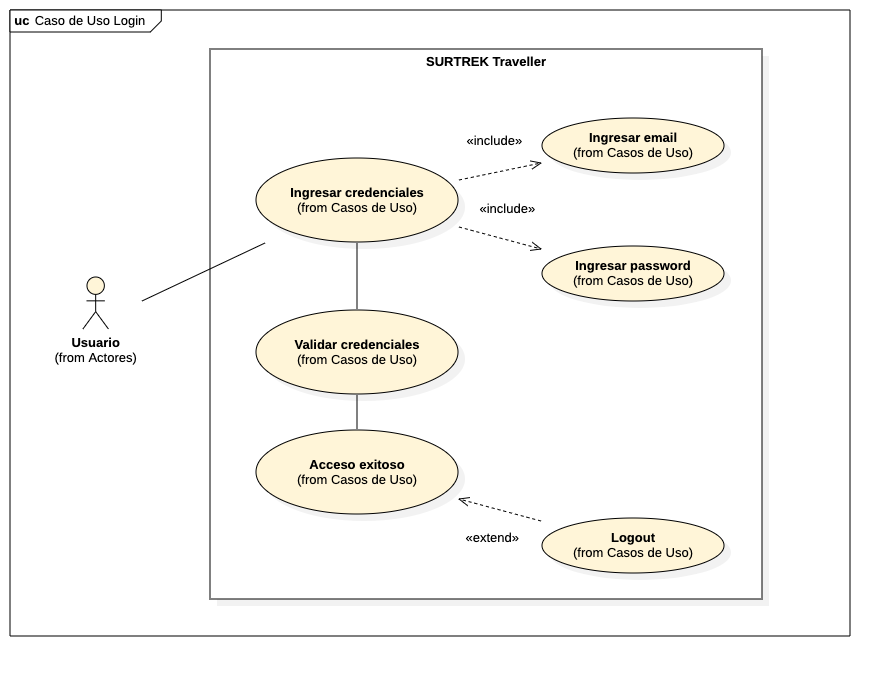 uc Caso de Uso Login
SURTREK Traveller
«include»
Ingresar email
(from Casos de Uso)
Ingresar credenciales
(from Casos de Uso)
«include»
Ingresar password
(from Casos de Uso)
Usuario
(from Actores)
Validar credenciales
(from Casos de Uso)
Acceso exitoso
(from Casos de Uso)
«extend»
Logout
(from Casos de Uso)